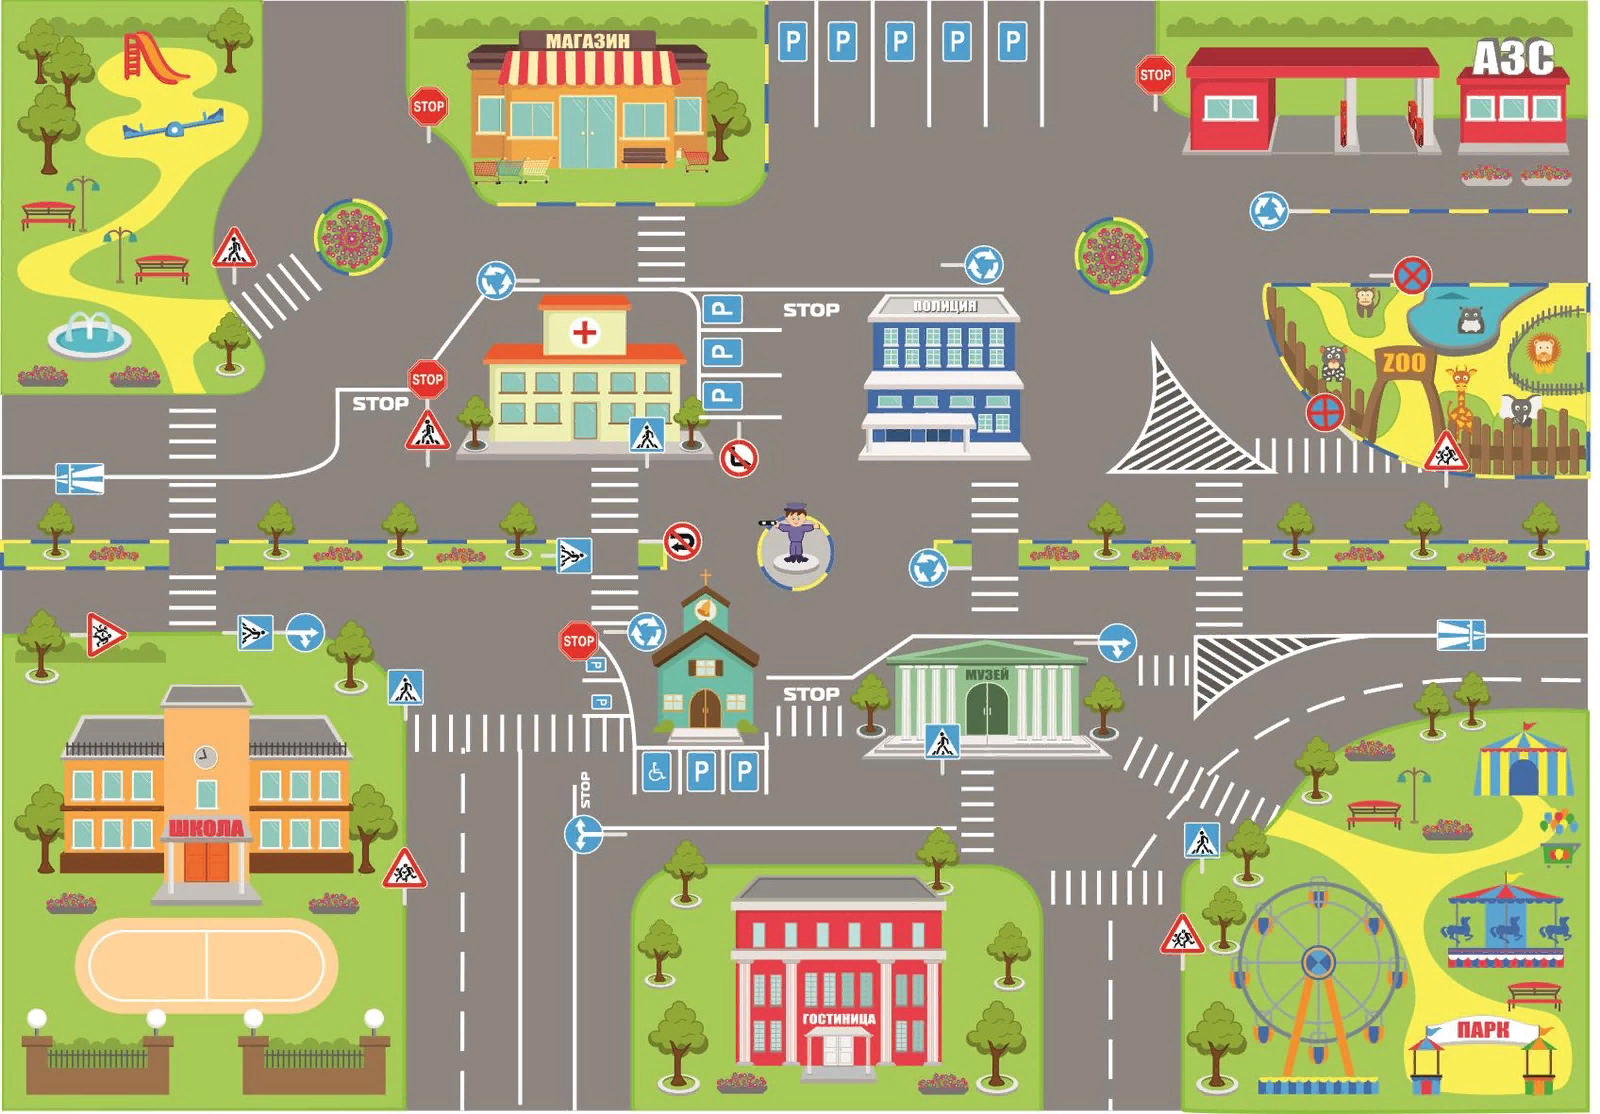 МАГАЗИН
P
P
P
P
P
АЗС
STOP
STOP
ПОЛИЦИЯ
P
STOP
P
ZOO
STOP
P
STOP
STOP
P
МУЗЕЙ
STOP
P
P
P
STOP
ШКОЛА
ГОСТИНИЦА
ПАРК